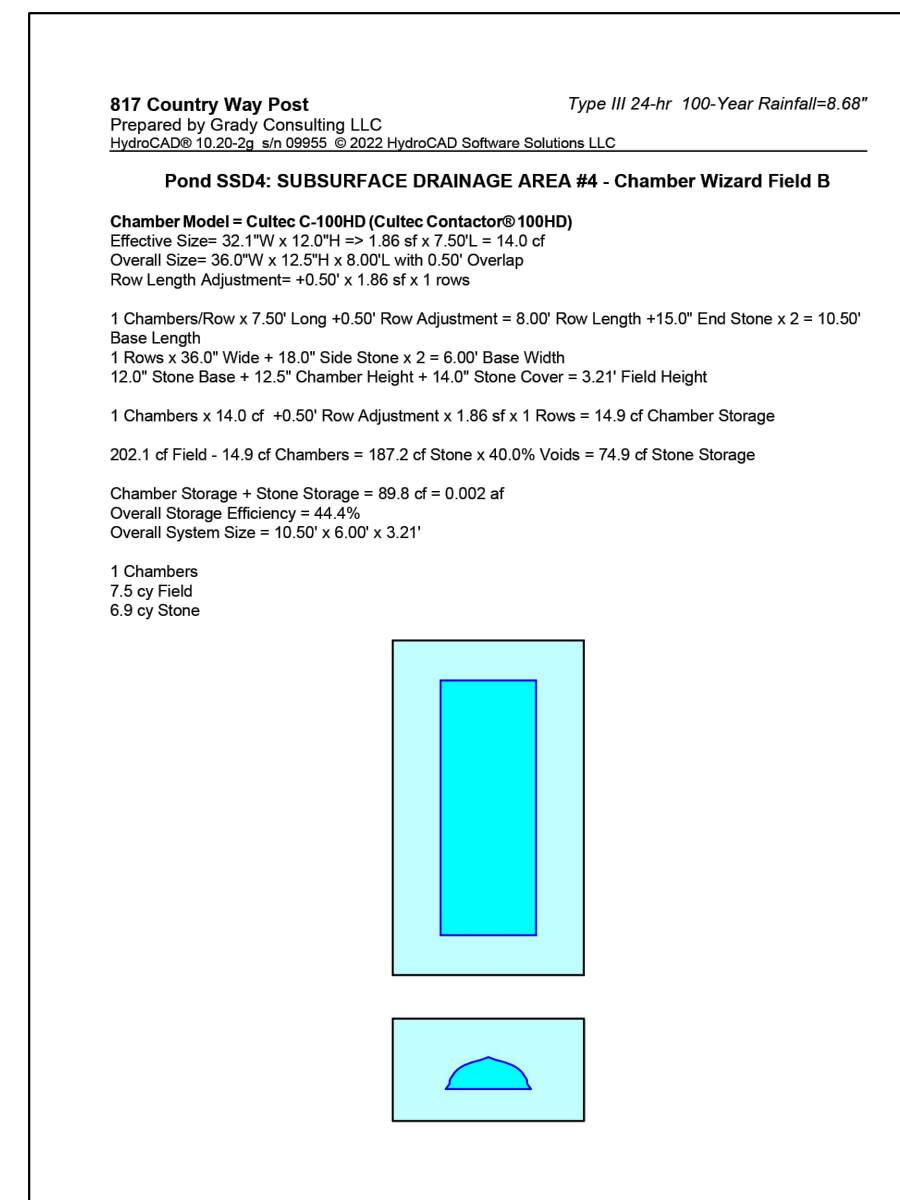 817 Country Way Post
Type III 24-hr 100-Year Rainfall=8.68"
Prepared by Grady Consulting LLC
HydroCAD® 10.20-2g s/n 09955 © 2022 HydroCAD Software Solutions LLC
Pond SSD4: SUBSURFACE DRAINAGE AREA #4 - Chamber Wizard Field B
Chamber Model = Cultec C-100HD (Cultec Contactor® 100HD)
Effective Size= 32.1"W x 12.0"H => 1.86 sf x 7.50'L = 14.0 cf
Overall Size= 36.0"W x 12.5"H x 8.00'L with 0.50' Overlap
Row Length Adjustment= +0.50' x 1.86 sf x 1 rows
1 Chambers/Row x 7.50' Long +0.50' Row Adjustment = 8.00' Row Length +15.0" End Stone x 2 = 10.50'
Base Length
1 Rows x 36.0" Wide + 18.0" Side Stone x 2 = 6.00' Base Width
12.0" Stone Base + 12.5" Chamber Height + 14.0" Stone Cover = 3.21' Field Height
1 Chambers x 14.0 cf +0.50' Row Adjustment x 1.86 sf x 1 Rows = 14.9 cf Chamber Storage
202.1 cf Field - 14.9 cf Chambers = 187.2 cf Stone x 40.0% Voids = 74.9 cf Stone Storage
Chamber Storage + Stone Storage = 89.8 cf = 0.002 af
Overall Storage Efficiency = 44.4%
Overall System Size = 10.50' x 6.00' x 3.21'
1 Chambers
7.5 cy Field
6.9 cy Stone